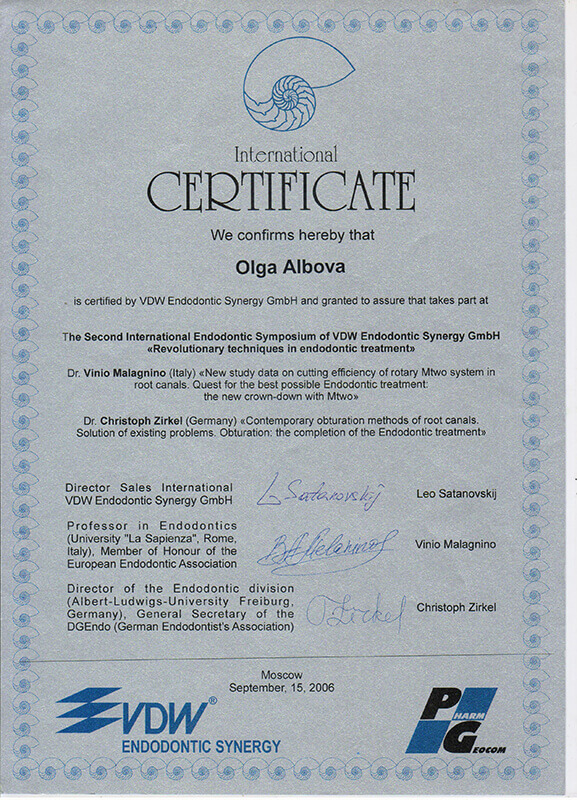 International
CERTIFICATE
We confirms hereby that
Olga Albova
is certified by VDW Endodontic Synergy GmbH and granted to assure that takes part at
The Second International Endodontic Symposium of VDW Endodontic Synergy GmbH
«Revolutionary techniques in endodontic treatment»
Dr. Vinio Malagnino (Italy) «New study data on cutting efficiency of rotary Mtwo system in
root canals. Quest for the best possible Endodontic treatment:
the new crown-down with Mtwo»
Dr. Christoph Zirkel (Germany) «Contemporary obturation methods of root canals.
Solution of existing problems. Obturation: the completion of the Endodontic treatment»
Director Sales International
VDW Endodontic Synergy GmbH
L Satanovskij
Leo Satanovskij
Professor in Endodontics
(University "La Sapienza", Rome,
Italy), Member of Honour of the
European Endodontic Association
Vinio Malagnino
Director of the Endodontic division
(Albert-Ludwigs-University Freiburg,
Germany), General Secretary of the
DGEndo (German Endodontist's Association)
Zirkel
Christoph Zirkel
Moscow
September, 15, 2006
VDW®
ENDODONTIC SYNERGY
PHARM
GEOCOM